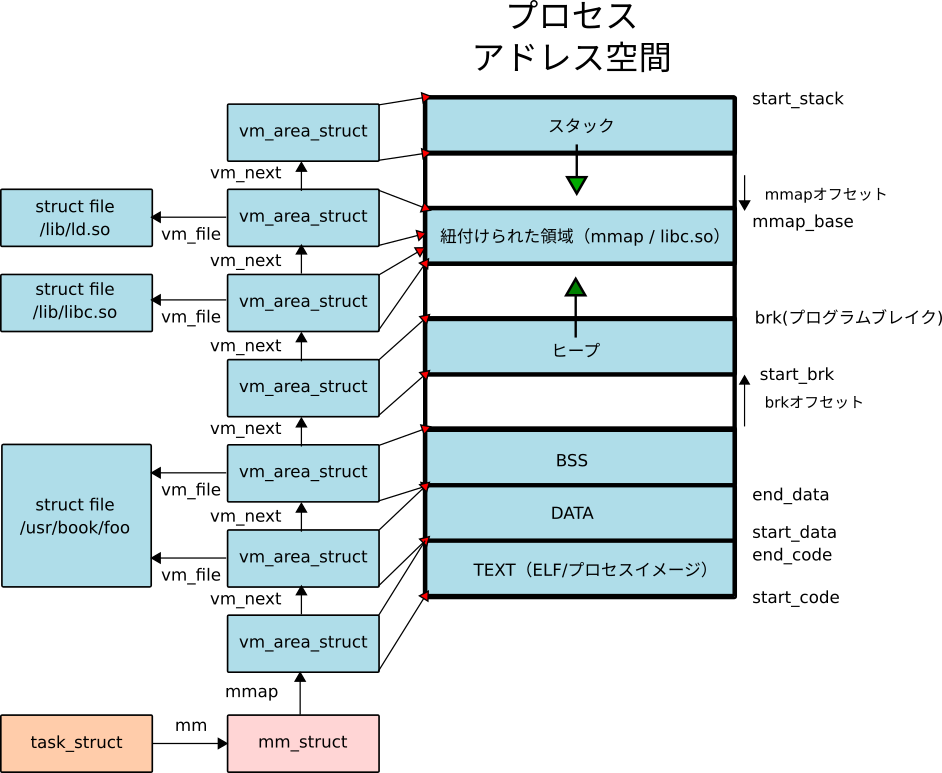 プロセス
アドレス空間
start_stack
vm_area_struct
スタック
vm_next
mmapオフセット
struct file
/lib/ld.so
vm_area_struct
mmap_base
vm_file
紐付けられた領域（mmap / libc.so）
vm_next
struct file
/lib/libc.so
vm_area_struct
vm_file
brk(プログラムブレイク)
vm_next
ヒープ
start_brk
vm_area_struct
brkオフセット
vm_next
BSS
vm_area_struct
vm_file
end_data
struct file
/usr/book/foo
vm_next
DATA
start_data
end_code
vm_area_struct
vm_file
TEXT（ELF/プロセスイメージ）
vm_next
start_code
vm_area_struct
mmap
mm
task_struct
mm_struct